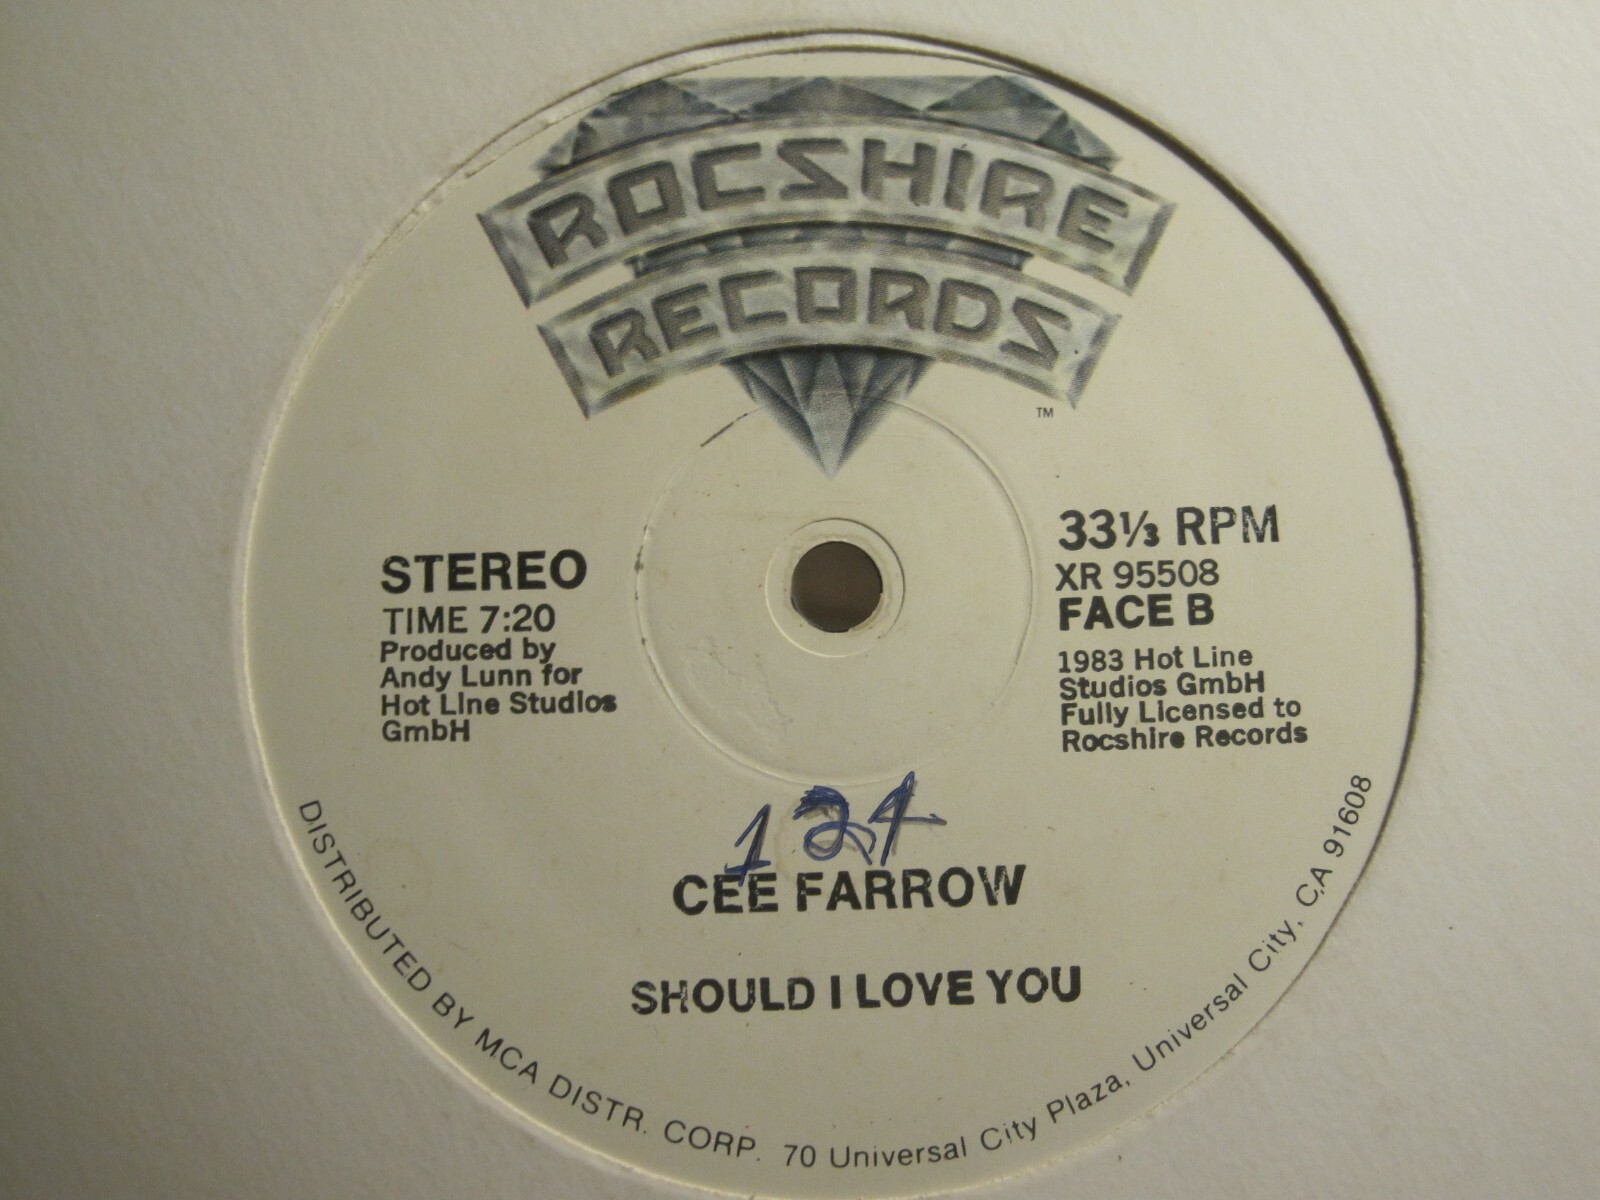 ROCSHIRE
RECORDS
TM
STEREO
TIME 7:20
Produced by
Andy Lunn for
Hot Line Studios
GmbH
33⅓ RPM
XR 95508
FACE B
1983 Hot Line
Studios GmbH
Fully Licensed to
Rocshire Records
124
CEE FARROW
SHOULD I LOVE YOU
DISTRIBUTED BY MCA DISTR. CORP. 70 Universal City Plaza, Universal City, CA 91608